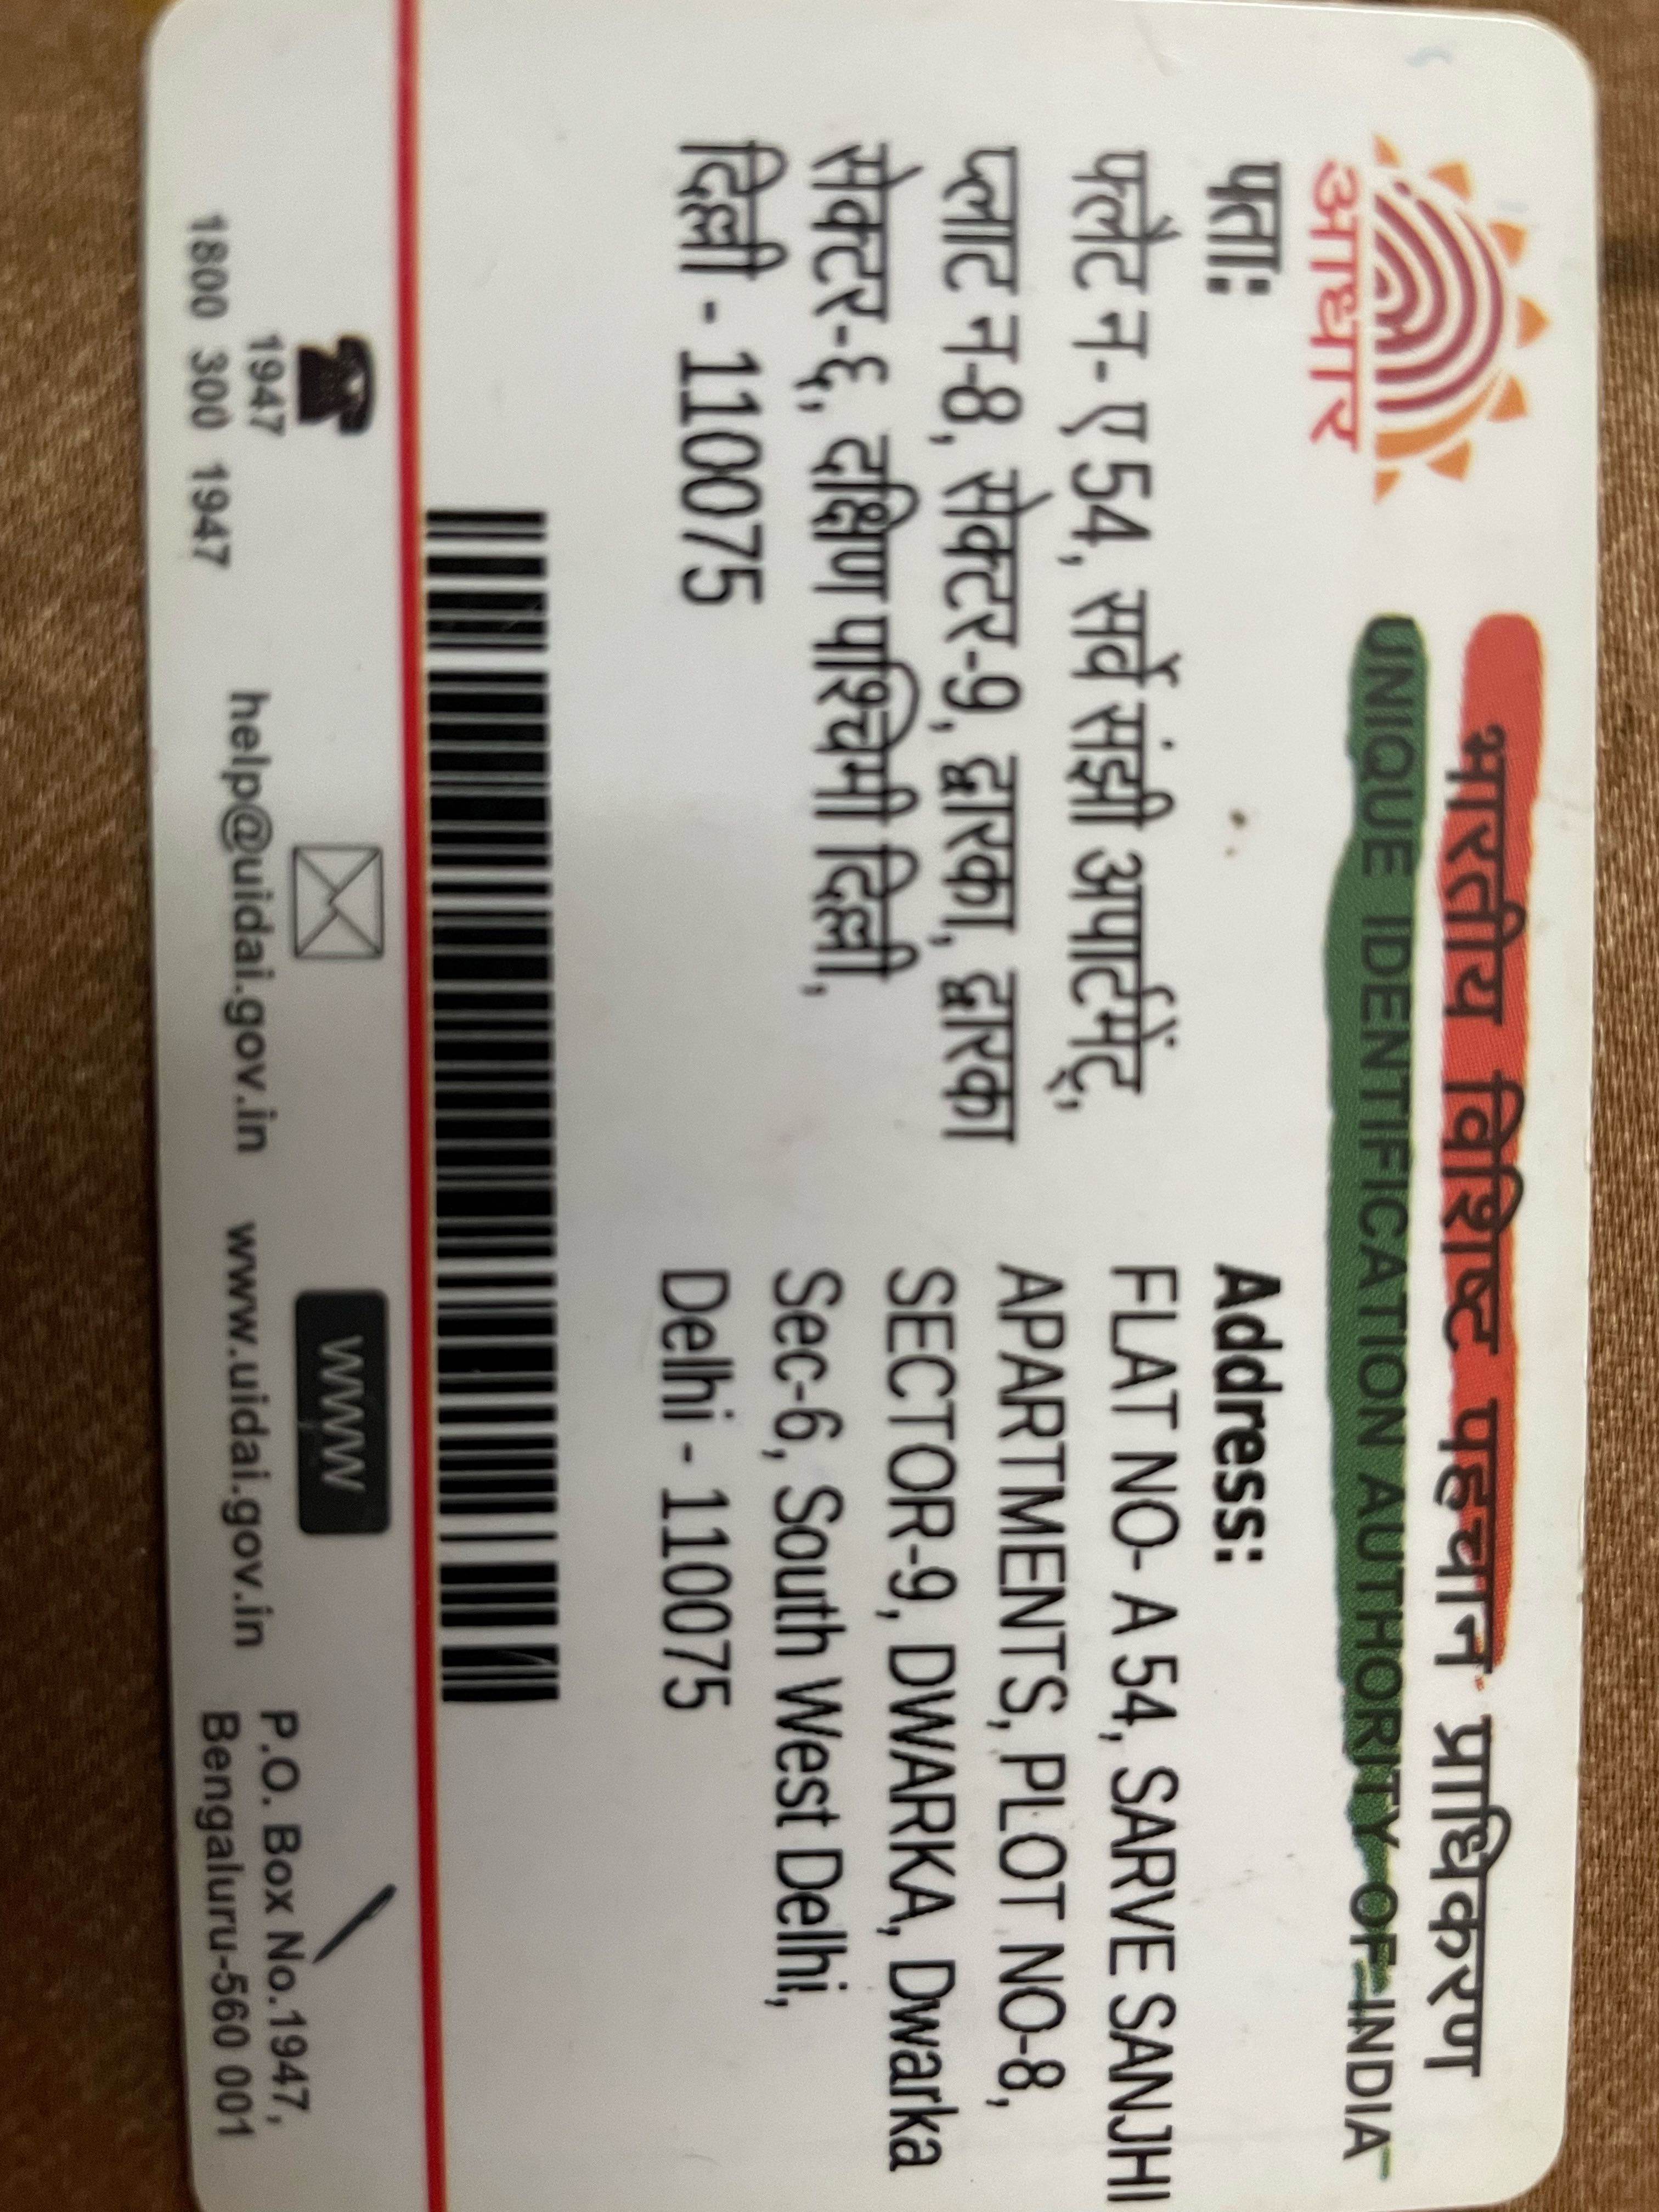 आधार
भारतीय विशिष्ट पहचान प्राधिकरण
UNIQUE IDENTIFICATION AUTHORITY OF INDIA
पता:
फ्लैट न- ए 54, सर्वे संझी अपार्टमेंट्,
प्लाट न-8, सेक्टर-9, द्वारका, द्वारका
सेक्टर-६, दक्षिण पश्चिमी दिल्ली,
दिल्ली - 110075
Address:
FLAT NO- A 54, SARVE SANJHI
APARTMENTS, PLOT NO-8,
SECTOR-9, DWARKA, Dwarka
Sec-6, South West Delhi,
Delhi - 110075
1947
1800 300 1947
help@uidai.gov.in
WWW
www.uidai.gov.in
P.O. Box No.1947,
Bengaluru-560 001